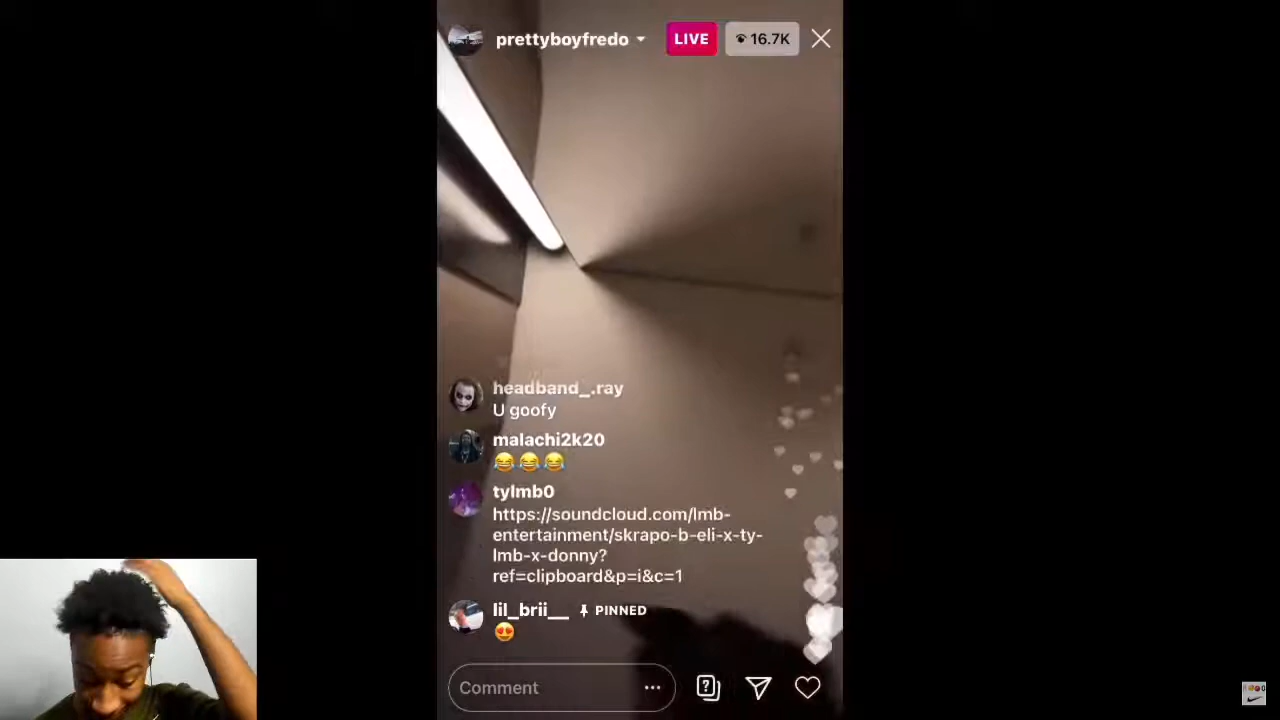 prettyboyfredo
LIVE
16.7K
headband_.ray
U goofy
malachi2k20
😂😂😂
tylmb0
https://soundcloud.com/lmb-
entertainment/skrapo-b-eli-x-ty-
lmb-x-donny?
ref=clipboard&p=i&c=1
lil_brii__ PINNED
😍
Comment